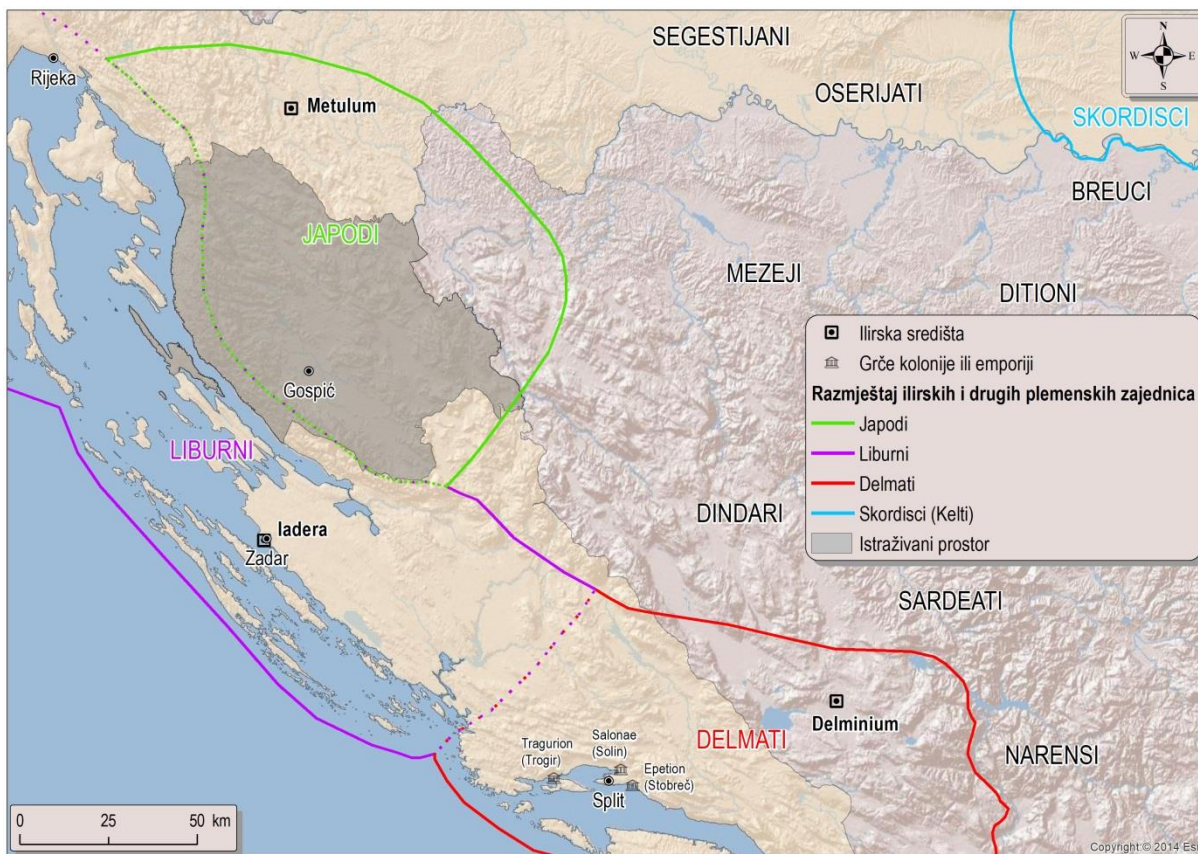 N
W E
S
SEGESTIJANI
Rijeka
OSERIJATI
Metulum
SKORDISCI
BREUCI
JAPODI
MEZEJI
DITIONI
Ilirska središta
Grče kolonije ili emporiji
Razmještaj ilirskih i drugih plemenskih zajednica
Japodi
Liburni
Delmati
Skordisci (Kelti)
Istraživani prostor
Gospić
LIBURNI
DINDARI
Iadera
Zadar
SARDEATI
Delminium
DELMATI
NARENSI
Tragurion
(Trogir)
Salonae
(Solin)
Epetion
(Stobreč)
Split
0 25 50 km
Copyright:© 2014 Esri